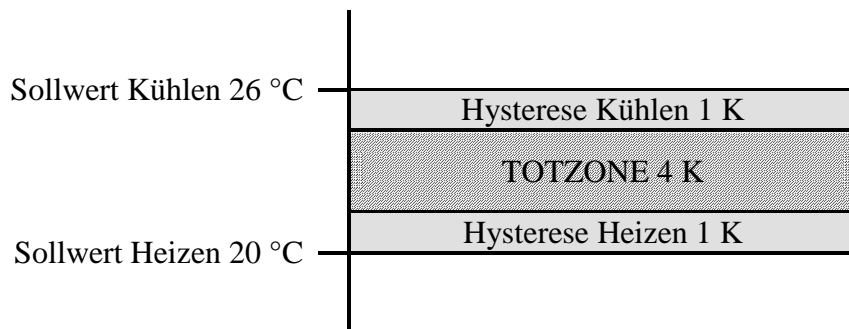 Sollwert Kühlen 26 °C
Hysterese Kühlen 1 K
TOTZONE 4 K
Hysterese Heizen 1 K
Sollwert Heizen 20 °C